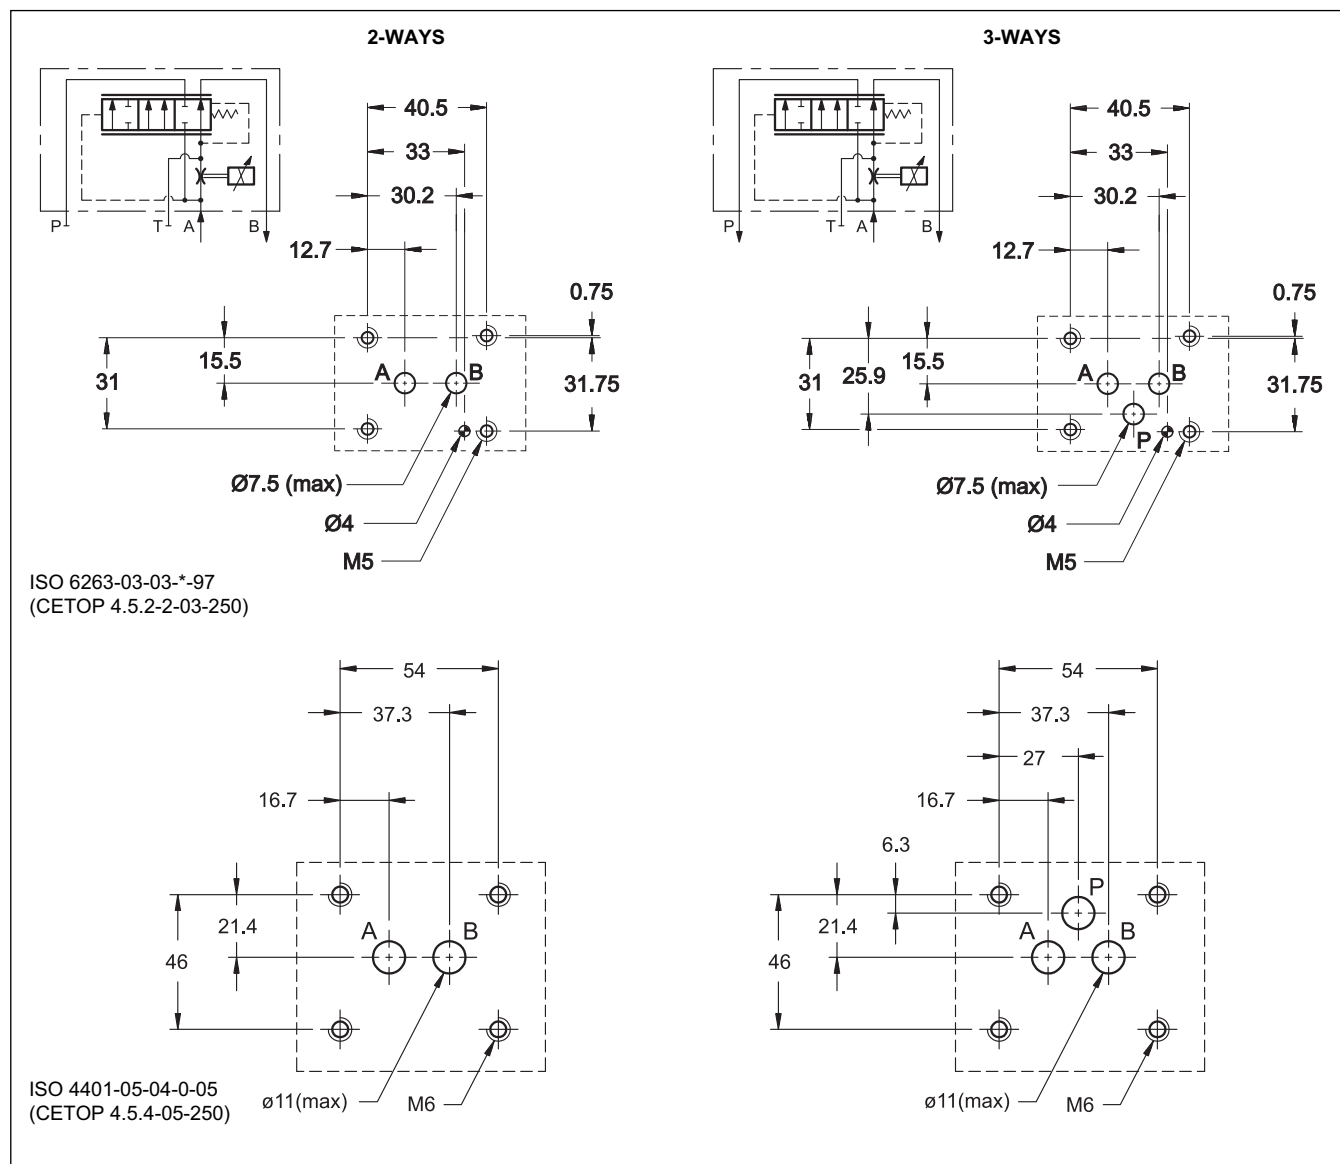 2-WAYS
3-WAYS
P
T
A
B
40.5
33
30.2
12.7
0.75
15.5
31
A
B
31.75
Ø7.5 (max)
Ø4
M5
P
T
A
B
40.5
33
30.2
12.7
0.75
15.5
25.9
31
A
B
P
31.75
Ø7.5 (max)
Ø4
M5
ISO 6263-03-03-*-97
(CETOP 4.5.2-2-03-250)
54
37.3
16.7
21.4
46
A
B
ø11(max)
M6
54
37.3
27
16.7
6.3
21.4
46
P
A
B
ø11(max)
M6
ISO 4401-05-04-0-05
(CETOP 4.5.4-05-250)